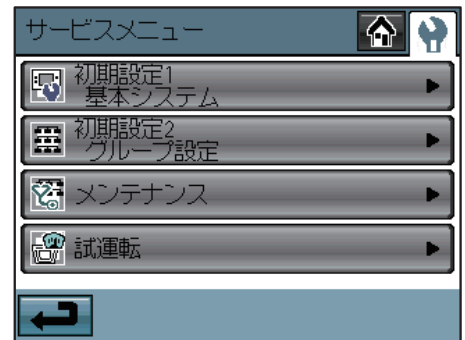 サービスメニュー
初期設定1
基本システム
初期設定2
グループ設定
メンテナンス
試運転